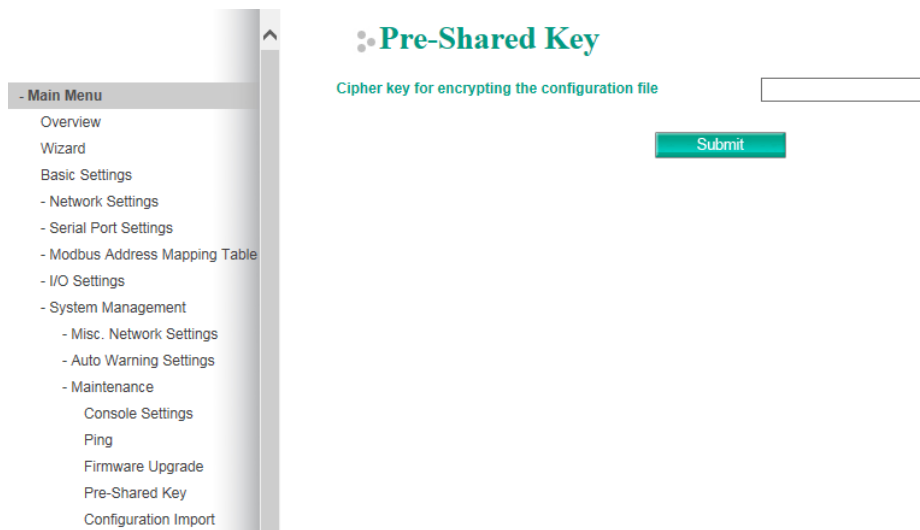 Pre-Shared Key
Cipher key for encrypting the configuration file
Submit
- Main Menu
Overview
Wizard
Basic Settings
- Network Settings
- Serial Port Settings
- Modbus Address Mapping Table
- I/O Settings
- System Management
- Misc. Network Settings
- Auto Warning Settings
- Maintenance
Console Settings
Ping
Firmware Upgrade
Pre-Shared Key
Configuration Import